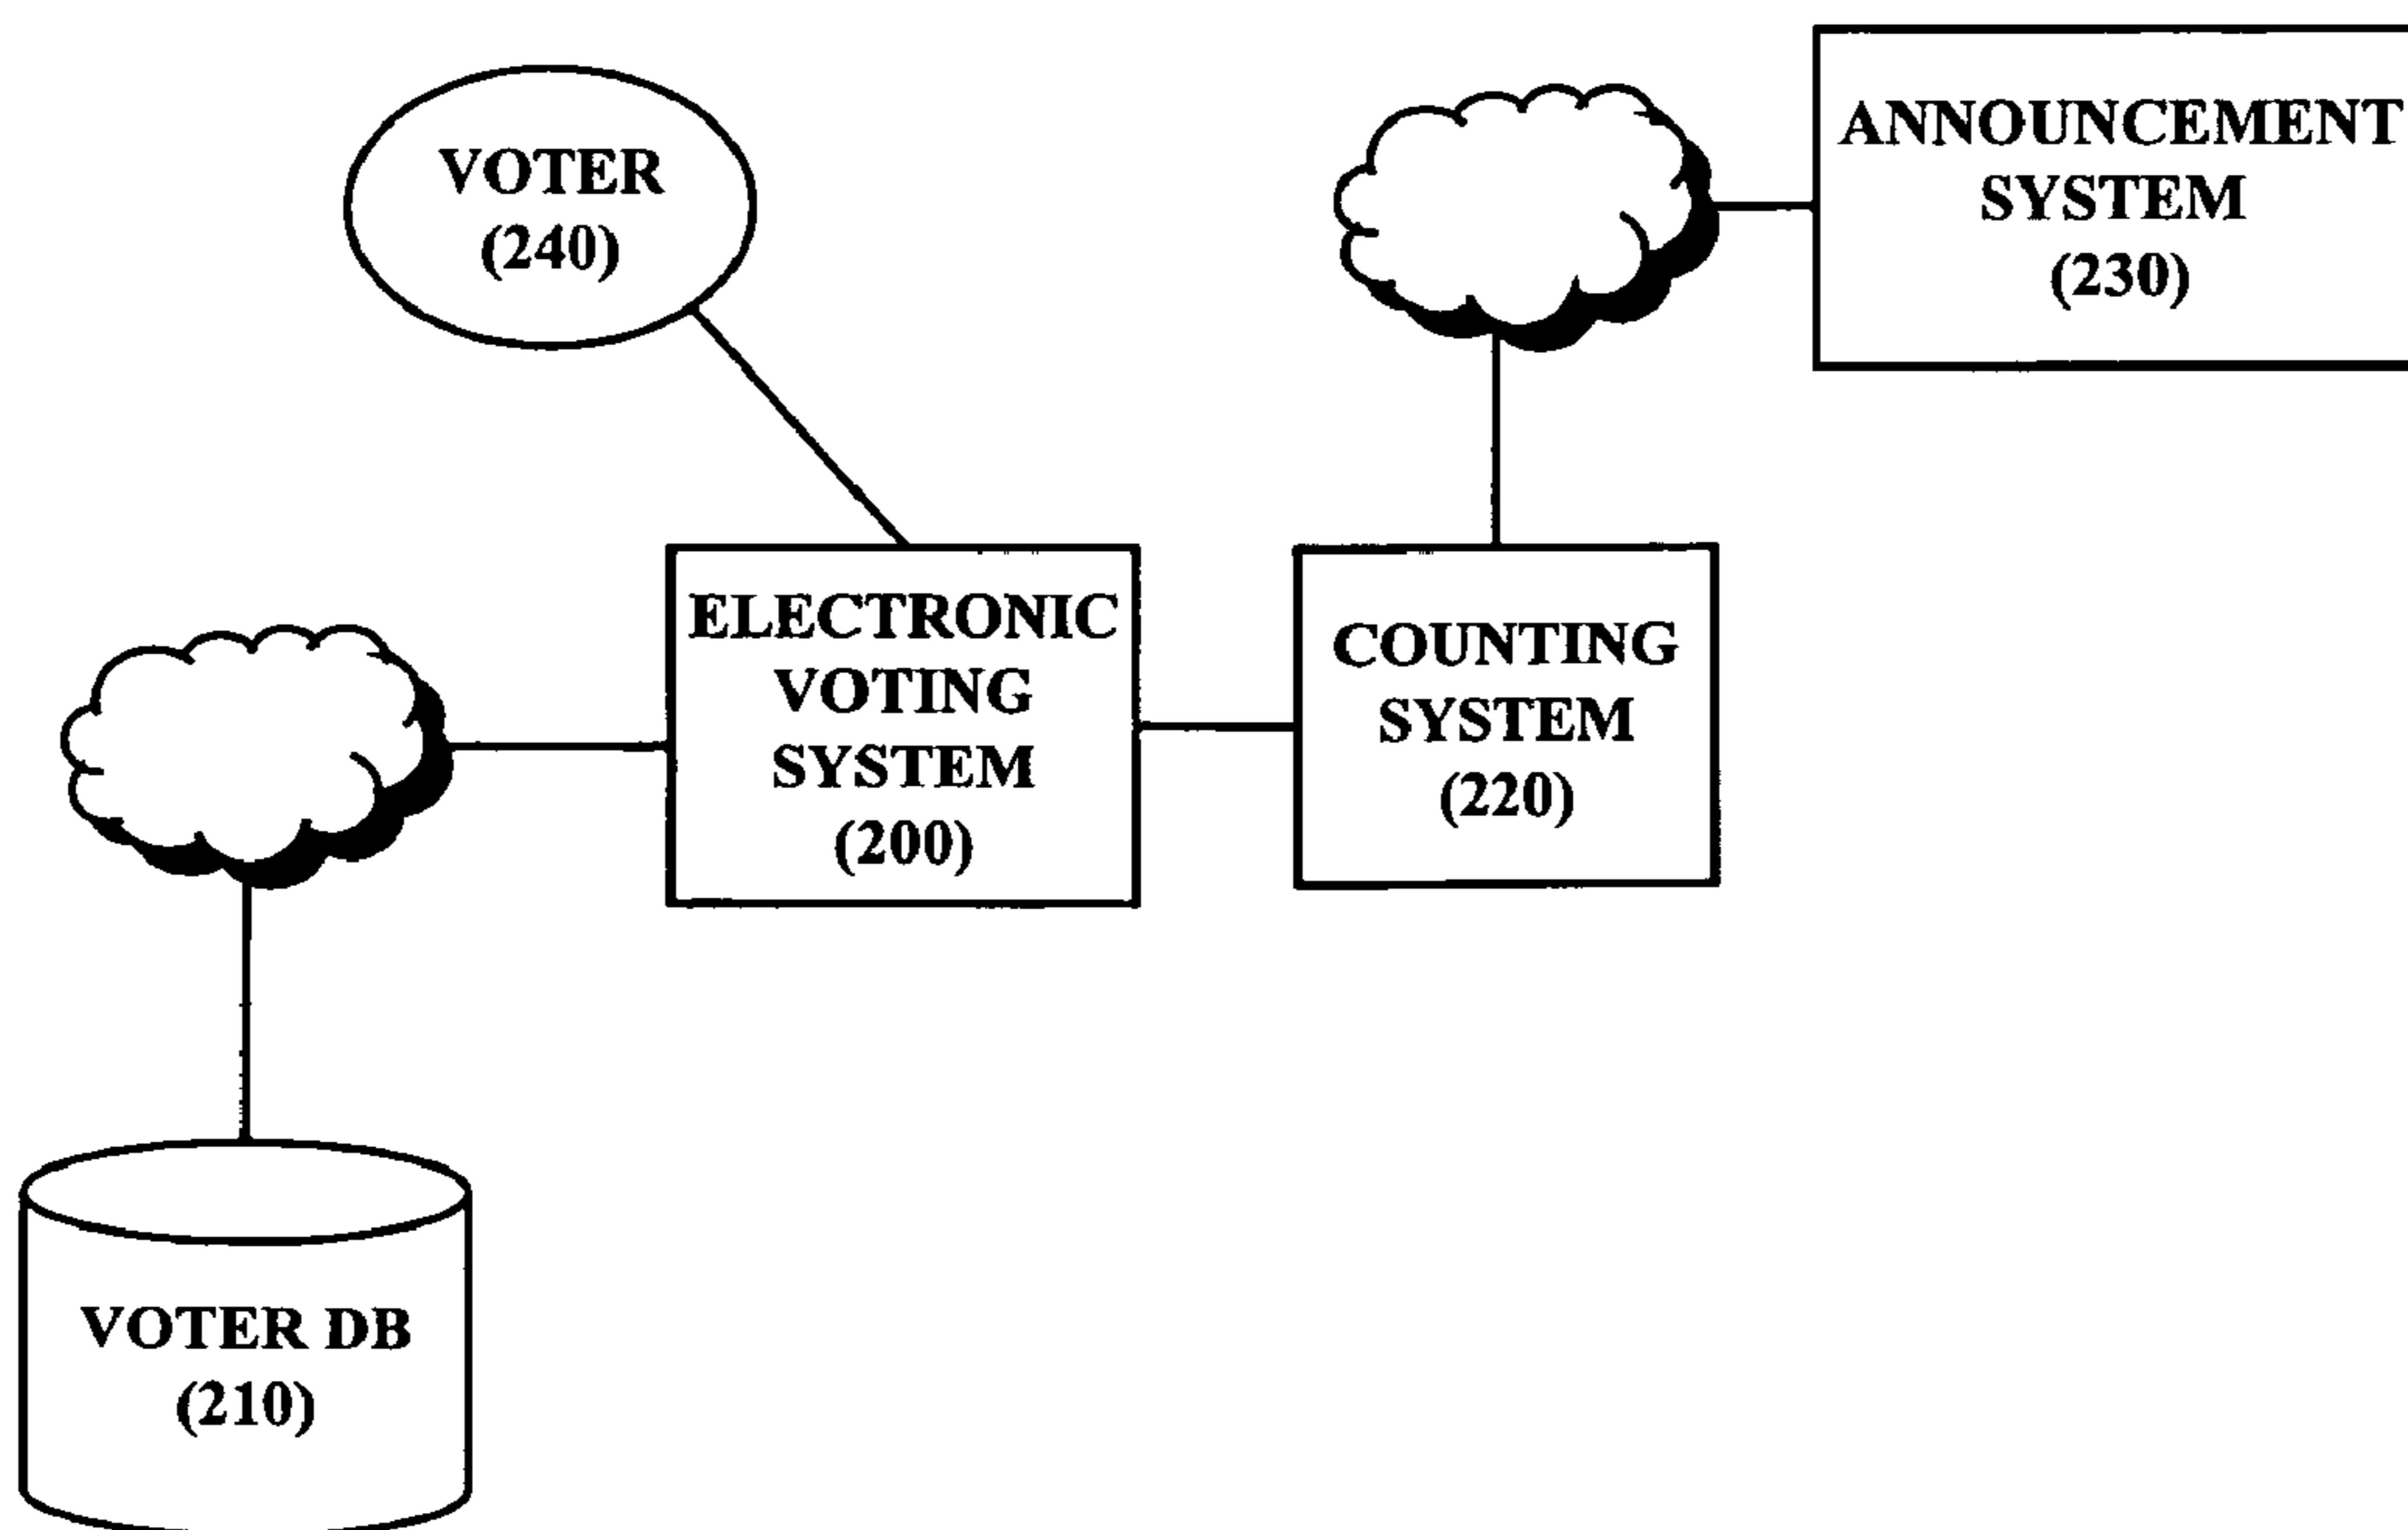 VOTER
(240)
ANNOUNCEMENT
SYSTEM
(230)
ELECTRONIC
VOTING
SYSTEM
(200)
COUNTING
SYSTEM
(220)
VOTER DB
(210)